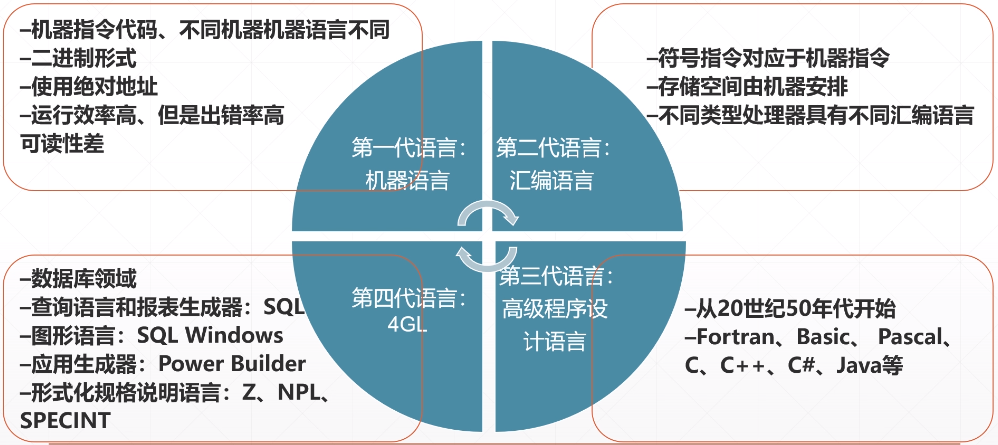 –机器指令代码、不同机器机器语言不同
–二进制形式
–使用绝对地址
–运行效率高、但是出错率高
可读性差
第一代语言：
机器语言
第二代语言：
汇编语言
–符号指令对应于机器指令
–存储空间由机器安排
–不同类型处理器具有不同汇编语言
–数据库领域
–查询语言和报表生成器：SQL
–图形语言：SQL Windows
–应用生成器：Power Builder
–形式化规格说明语言：Z、NPL、
SPECINT
第四代语言：
4GL
第三代语言：
高级程序设
计语言
–从20世纪50年代开始
–Fortran、Basic、 Pascal、
C、C++、C#、Java等